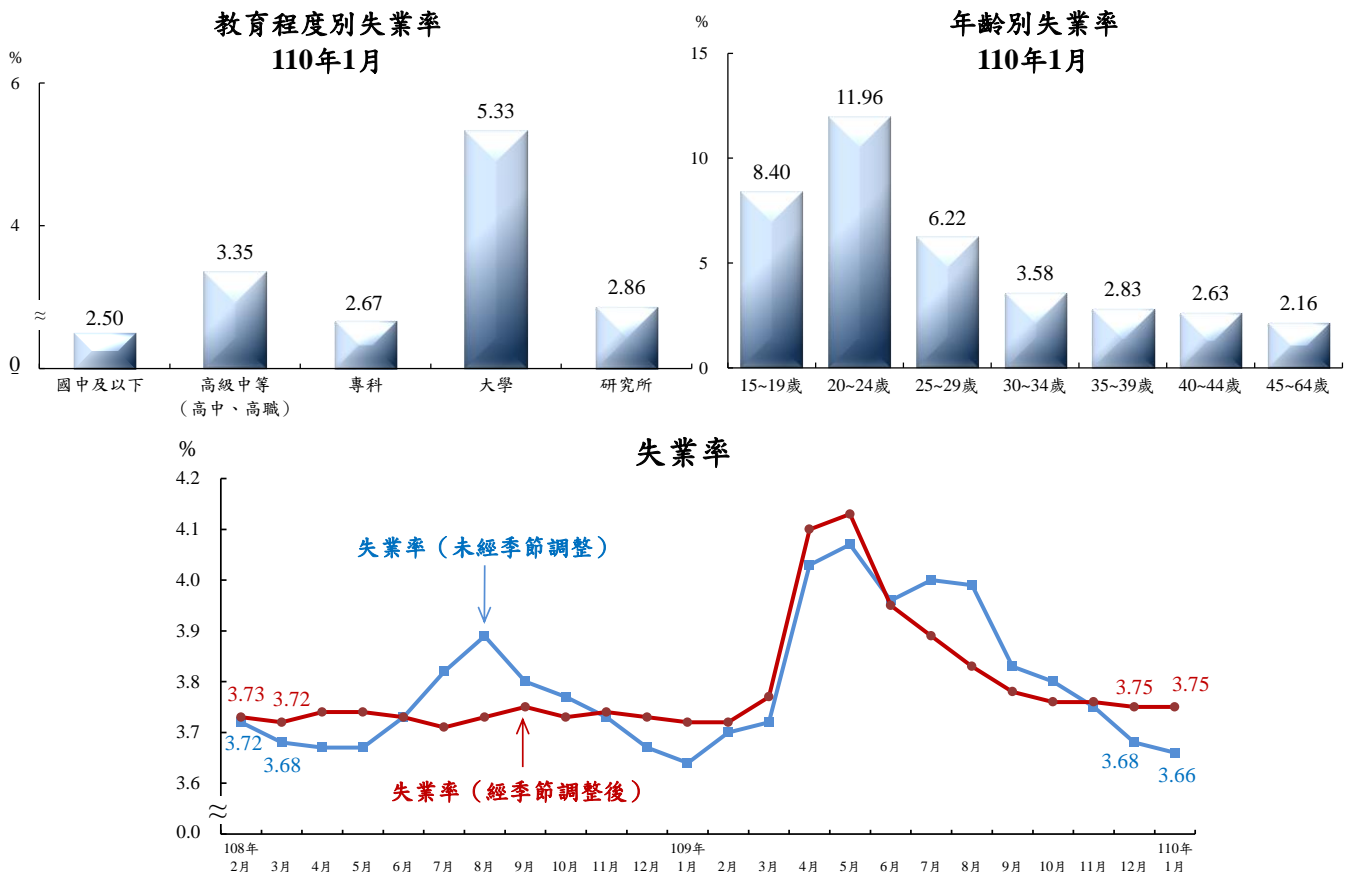 教育程度別失業率
110年1月
%
6
4
≈
0
2.50
3.35
2.67
5.33
2.86
國中及以下
高級中等
（高中、高職）
專科
大學
研究所
年齡別失業率
110年1月
%
15
10
5
0
8.40
11.96
6.22
3.58
2.83
2.63
2.16
15~19歲
20~24歲
25~29歲
30~34歲
35~39歲
40~44歲
45~64歲
失業率
%
4.2
4.1
4.0
3.9
3.8
3.7
3.6
≈
0.0
失業率（未經季節調整）
失業率（經季節調整後）
3.73
3.72
3.72
3.68
3.75
3.75
3.68
3.66
108年
2月
3月
4月
5月
6月
7月
8月
9月
10月
11月
12月
109年
1月
2月
3月
4月
5月
6月
7月
8月
9月
10月
11月
12月
110年
1月